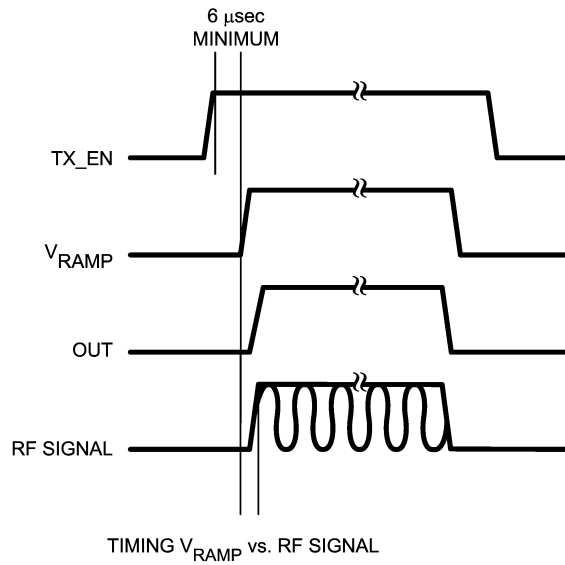 6 μsec
MINIMUM
TX_EN
VRAMP
OUT
RF SIGNAL
TIMING VRAMP vs. RF SIGNAL